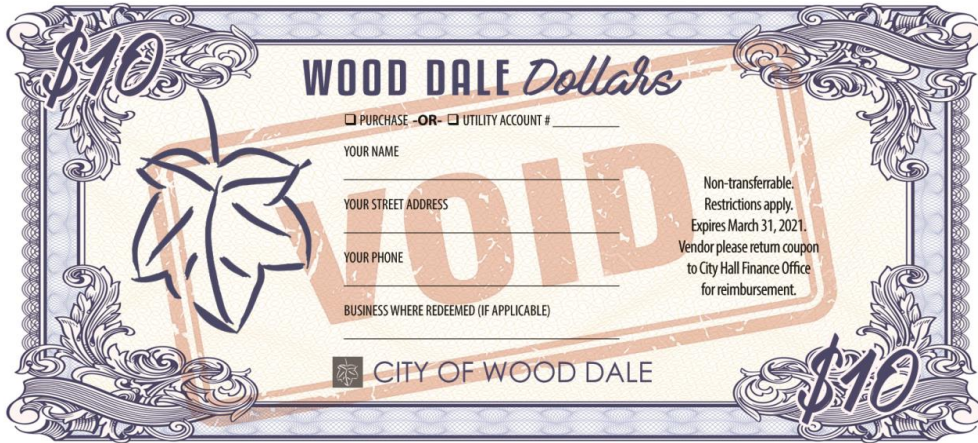 $10
WOOD DALE Dollars
❑ PURCHASE -OR- ❑ UTILITY ACCOUNT # ________
YOUR NAME
YOUR STREET ADDRESS
YOUR PHONE
BUSINESS WHERE REDEEMED (IF APPLICABLE)
VOID
Non-transferrable.
Restrictions apply.
Expires March 31, 2021.
Vendor please return coupon
to City Hall Finance Office
for reimbursement.
CITY OF WOOD DALE
$10